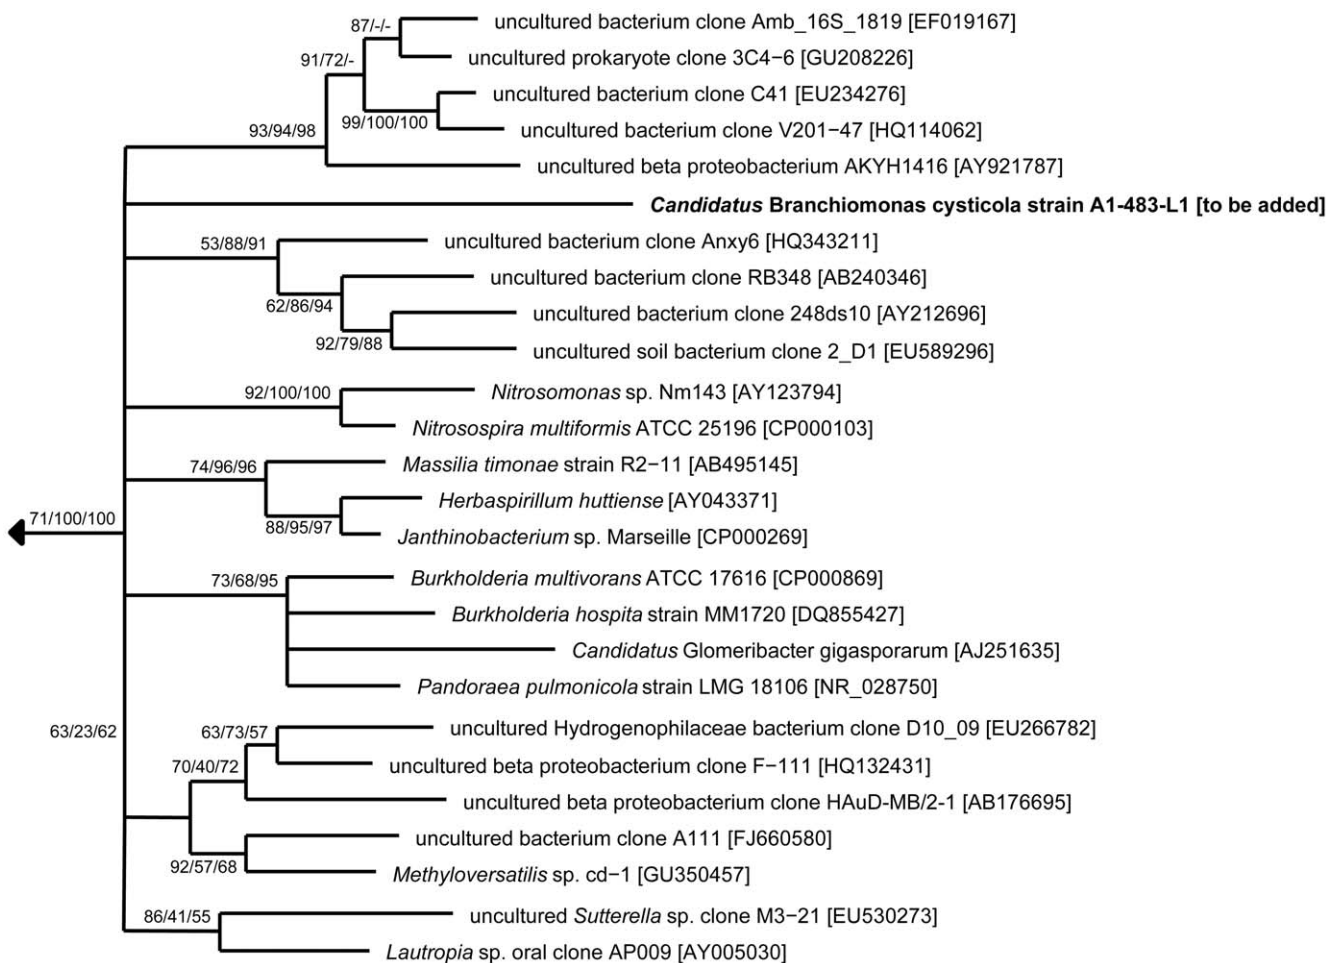 87/-/-
uncultured bacterium clone Amb_16S_1819 [EF019167]
uncultured prokaryote clone 3C4−6 [GU208226]
91/72/-
uncultured bacterium clone C41 [EU234276]
99/100/100
uncultured bacterium clone V201−47 [HQ114062]
93/94/98
uncultured beta proteobacterium AKYH1416 [AY921787]
Candidatus Branchiomonas cysticola strain A1-483-L1 [to be added]
53/88/91
uncultured bacterium clone Anxy6 [HQ343211]
uncultured bacterium clone RB348 [AB240346]
62/86/94
uncultured bacterium clone 248ds10 [AY212696]
92/79/88
uncultured soil bacterium clone 2_D1 [EU589296]
92/100/100
Nitrosomonas sp. Nm143 [AY123794]
Nitrosospira multiformis ATCC 25196 [CP000103]
74/96/96
Massilia timonae strain R2−11 [AB495145]
Herbaspirillum huttiense [AY043371]
88/95/97
Janthinobacterium sp. Marseille [CP000269]
71/100/100
73/68/95
Burkholderia multivorans ATCC 17616 [CP000869]
Burkholderia hospita strain MM1720 [DQ855427]
Candidatus Glomeribacter gigasporarum [AJ251635]
Pandoraea pulmonicola strain LMG 18106 [NR_028750]
63/23/62
63/73/57
uncultured Hydrogenophilaceae bacterium clone D10_09 [EU266782]
70/40/72
uncultured beta proteobacterium clone F−111 [HQ132431]
uncultured beta proteobacterium clone HAuD-MB/2-1 [AB176695]
uncultured bacterium clone A111 [FJ660580]
92/57/68
Methyloversatilis sp. cd−1 [GU350457]
86/41/55
uncultured Sutterella sp. clone M3−21 [EU530273]
Lautropia sp. oral clone AP009 [AY005030]